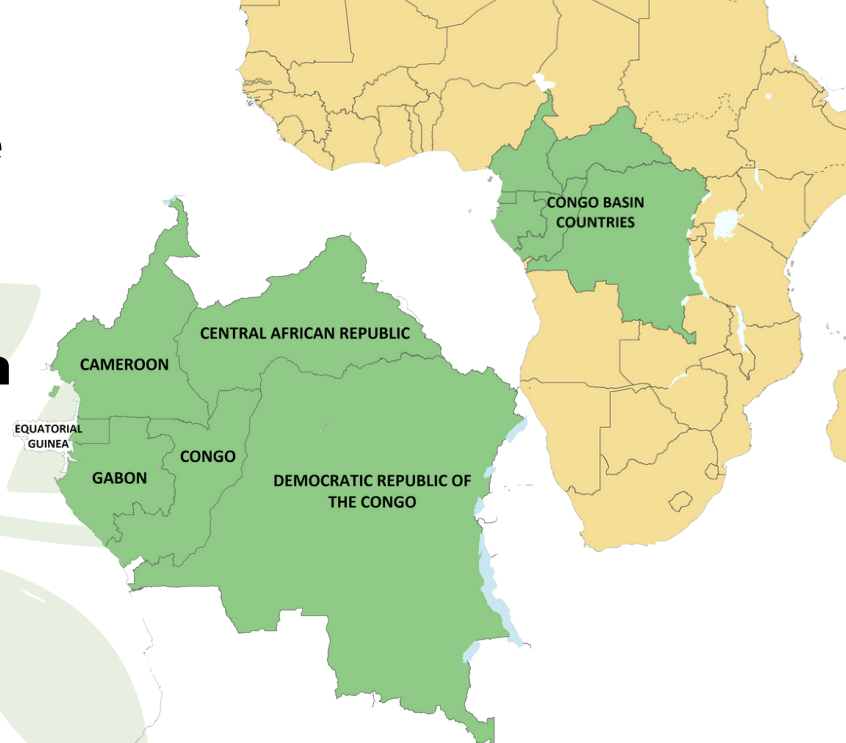 CONGO BASIN
COUNTRIES
CENTRAL AFRICAN REPUBLIC
CAMEROON
EQUATORIAL
GUINEA
GABON
CONGO
DEMOCRATIC REPUBLIC OF
THE CONGO